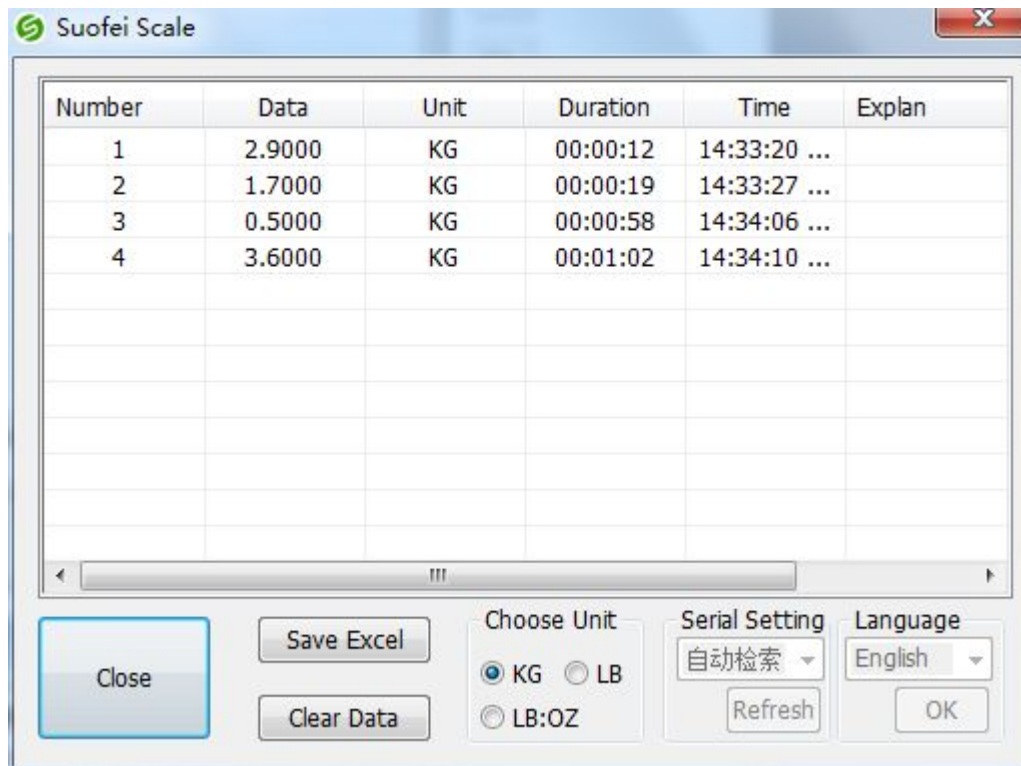 Suofei Scale
Number Data Unit Duration Time Explan
1 2.9000 KG 00:00:12 14:33:20 ...
2 1.7000 KG 00:00:19 14:33:27 ...
3 0.5000 KG 00:00:58 14:34:06 ...
4 3.6000 KG 00:01:02 14:34:10 ...
Close
Save Excel
Clear Data
Choose Unit
KG LB
LB:OZ
Serial Setting
自动检索
Refresh
Language
English
OK